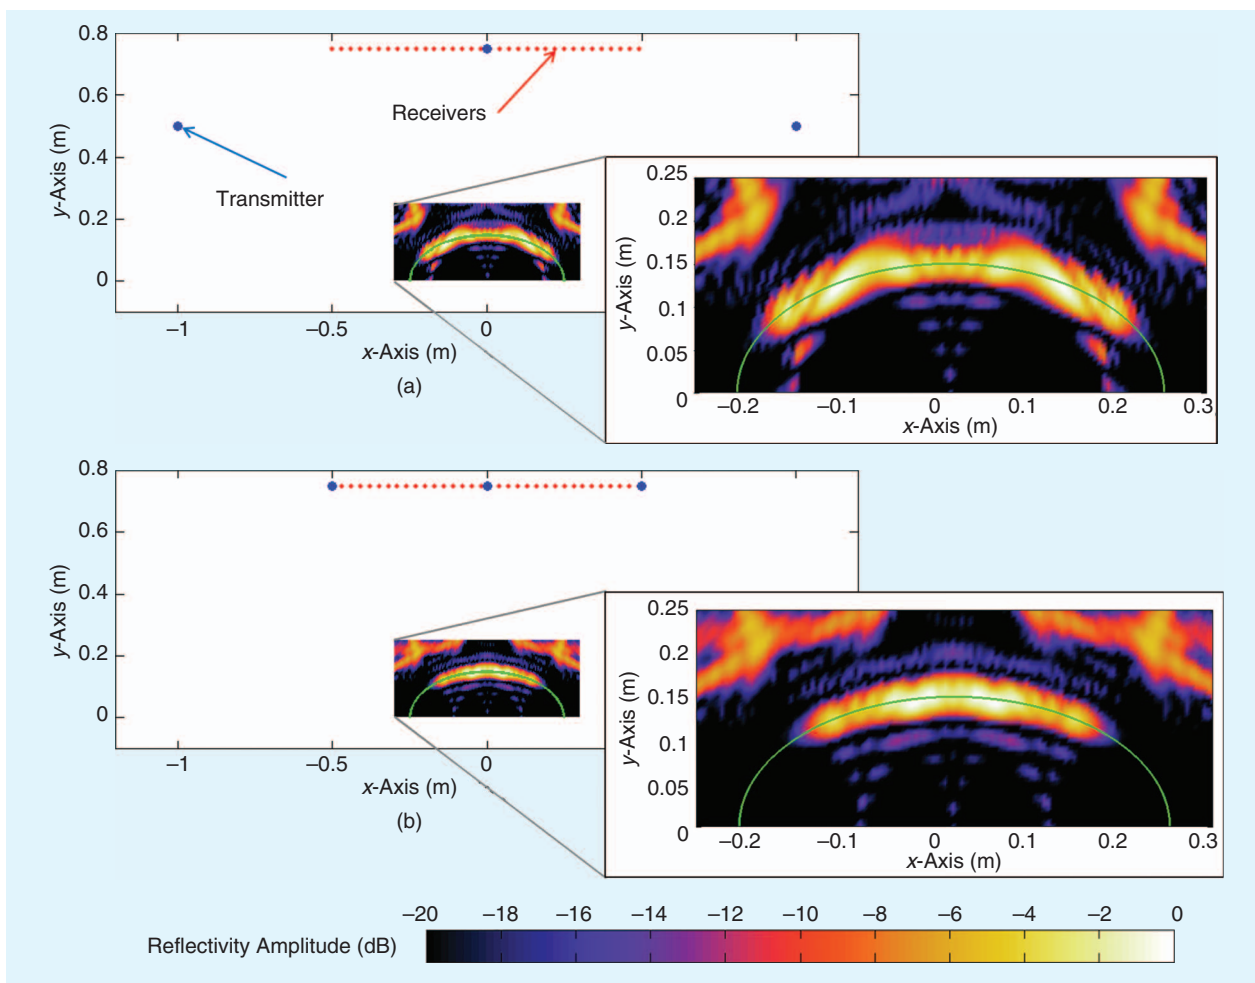 0.8
0.6
0.4
0.2
0
y-Axis (m)
Receivers
Transmitter
−1
−0.5
0
x-Axis (m)
(a)
0.25
0.2
0.15
0.1
0.05
0
y-Axis (m)
−0.2
−0.1
0
0.1
0.2
0.3
x-Axis (m)
0.8
0.6
0.4
0.2
0
y-Axis (m)
−1
−0.5
0
x-Axis (m)
(b)
0.25
0.2
0.15
0.1
0.05
0
y-Axis (m)
−0.2
−0.1
0
0.1
0.2
0.3
x-Axis (m)
−20 −18 −16 −14 −12 −10 −8 −6 −4 −2 0
Reflectivity Amplitude (dB)